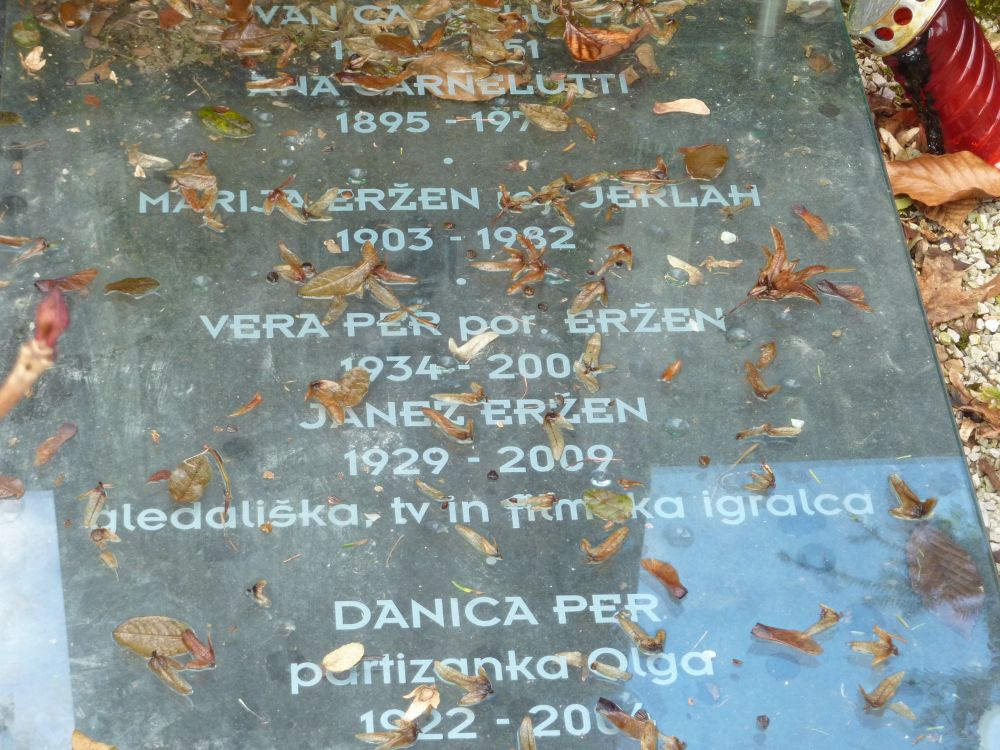 ANA CARNELUTTI
1895 -
MARIJA ERŽEN JEKLAH
1903 - 1982
VERA PER por. ERŽEN
1934 -
JANEZ ERŽEN
1929 - 2009
gledališka, tv in filmska igralca
DANICA PER
partizanka Olga
1922 -